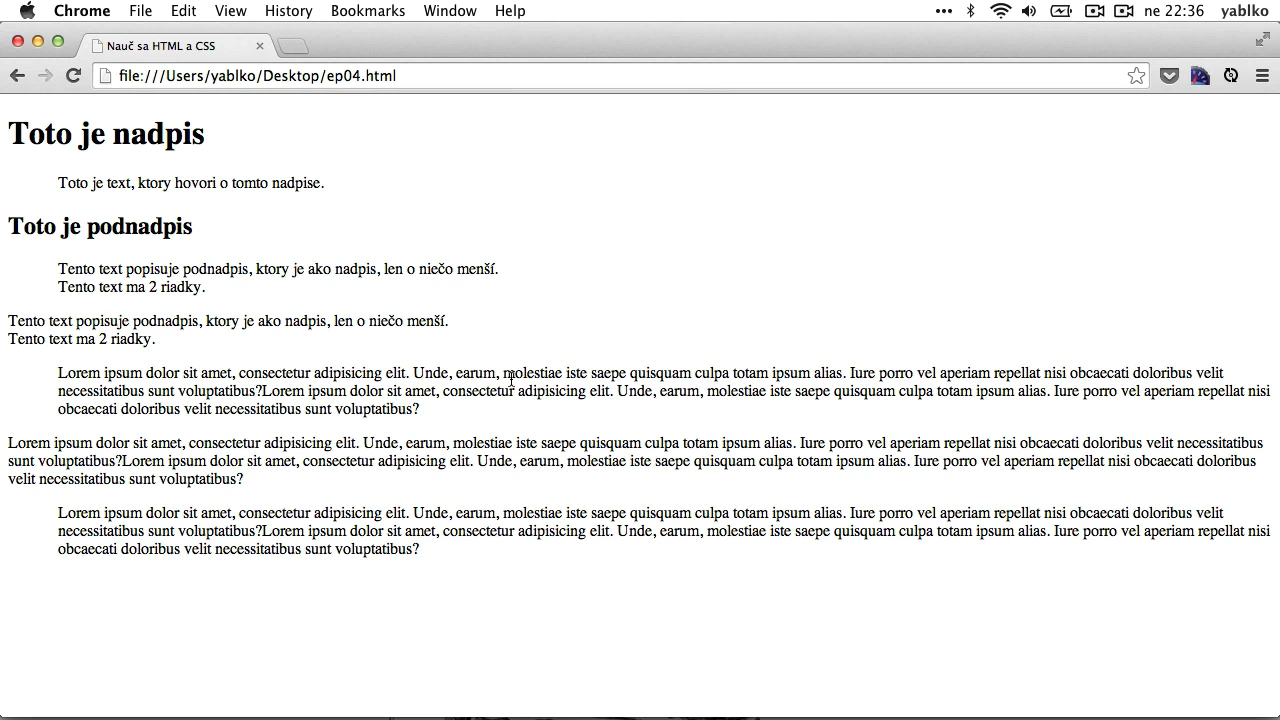 Chrome File Edit View History Bookmarks Window Help ne 22:36 yablko
Nauč sa HTML a CSS
file:///Users/yablko/Desktop/ep04.html
Toto je nadpis
Toto je text, ktory hovori o tomto nadpise.
Toto je podnadpis
Tento text popisuje podnadpis, ktory je ako nadpis, len o niečo menší.
Tento text ma 2 riadky.
Tento text popisuje podnadpis, ktory je ako nadpis, len o niečo menší.
Tento text ma 2 riadky.
Lorem ipsum dolor sit amet, consectetur adipisicing elit. Unde, earum, molestiae iste saepe quisquam culpa totam ipsum alias. Iure porro vel aperiam repellat nisi obcaecati doloribus velit
necessitatibus sunt voluptatibus?Lorem ipsum dolor sit amet, consectetur adipisicing elit. Unde, earum, molestiae iste saepe quisquam culpa totam ipsum alias. Iure porro vel aperiam repellat nisi
obcaecati doloribus velit necessitatibus sunt voluptatibus?
Lorem ipsum dolor sit amet, consectetur adipisicing elit. Unde, earum, molestiae iste saepe quisquam culpa totam ipsum alias. Iure porro vel aperiam repellat nisi obcaecati doloribus velit necessitatibus
sunt voluptatibus?Lorem ipsum dolor sit amet, consectetur adipisicing elit. Unde, earum, molestiae iste saepe quisquam culpa totam ipsum alias. Iure porro vel aperiam repellat nisi obcaecati doloribus
velit necessitatibus sunt voluptatibus?
Lorem ipsum dolor sit amet, consectetur adipisicing elit. Unde, earum, molestiae iste saepe quisquam culpa totam ipsum alias. Iure porro vel aperiam repellat nisi obcaecati doloribus velit
necessitatibus sunt voluptatibus?Lorem ipsum dolor sit amet, consectetur adipisicing elit. Unde, earum, molestiae iste saepe quisquam culpa totam ipsum alias. Iure porro vel aperiam repellat nisi
obcaecati doloribus velit necessitatibus sunt voluptatibus?